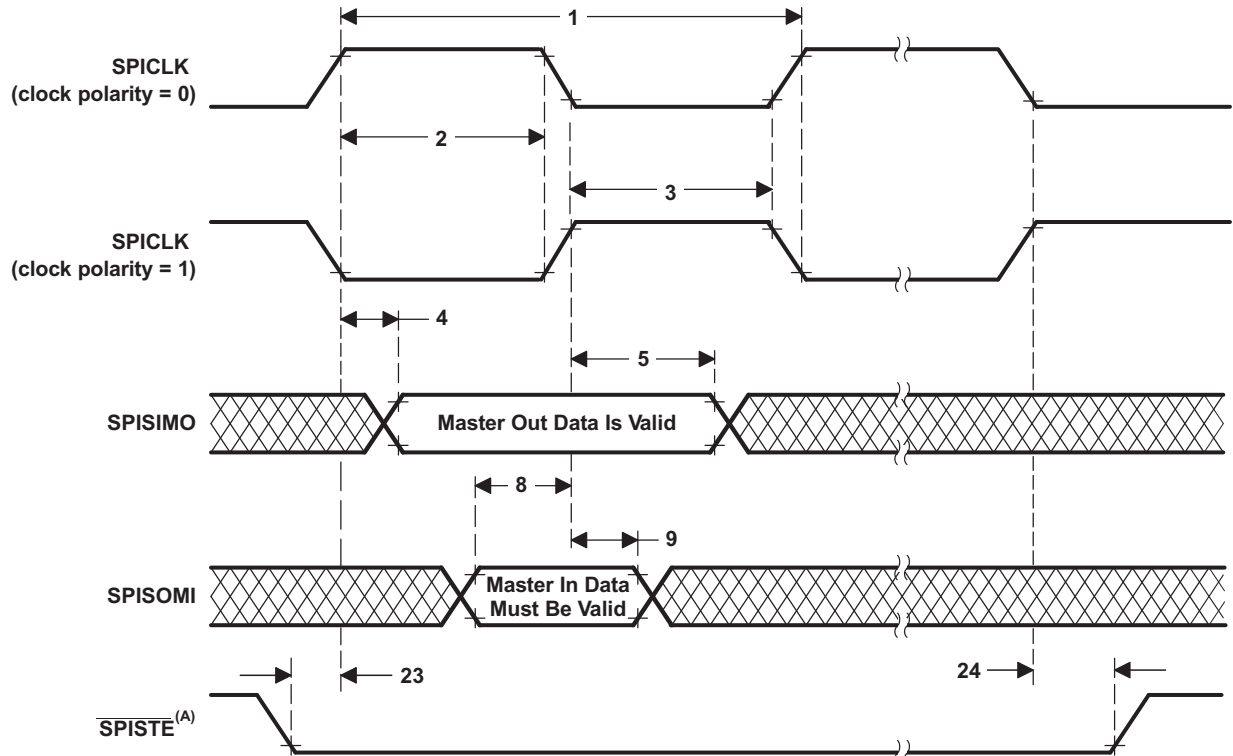 1
SPICLK
(clock polarity = 0)
2
3
SPICLK
(clock polarity = 1)
4
5
SPISIMO
Master Out Data Is Valid
8
9
SPISOMI
Master In Data
Must Be Valid
23
24
SPISTE(A)